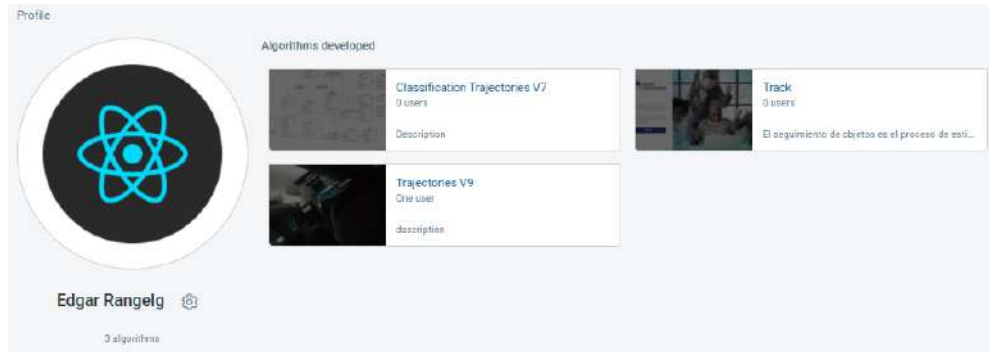 Profile
Algorithms developed
Classification Trajectories V7
0 users
Description
Track
0 users
El seguimiento de objetos es el proceso de esti...
Trajectories V9
One user
description
Edgar Rangelg
3 algorithms